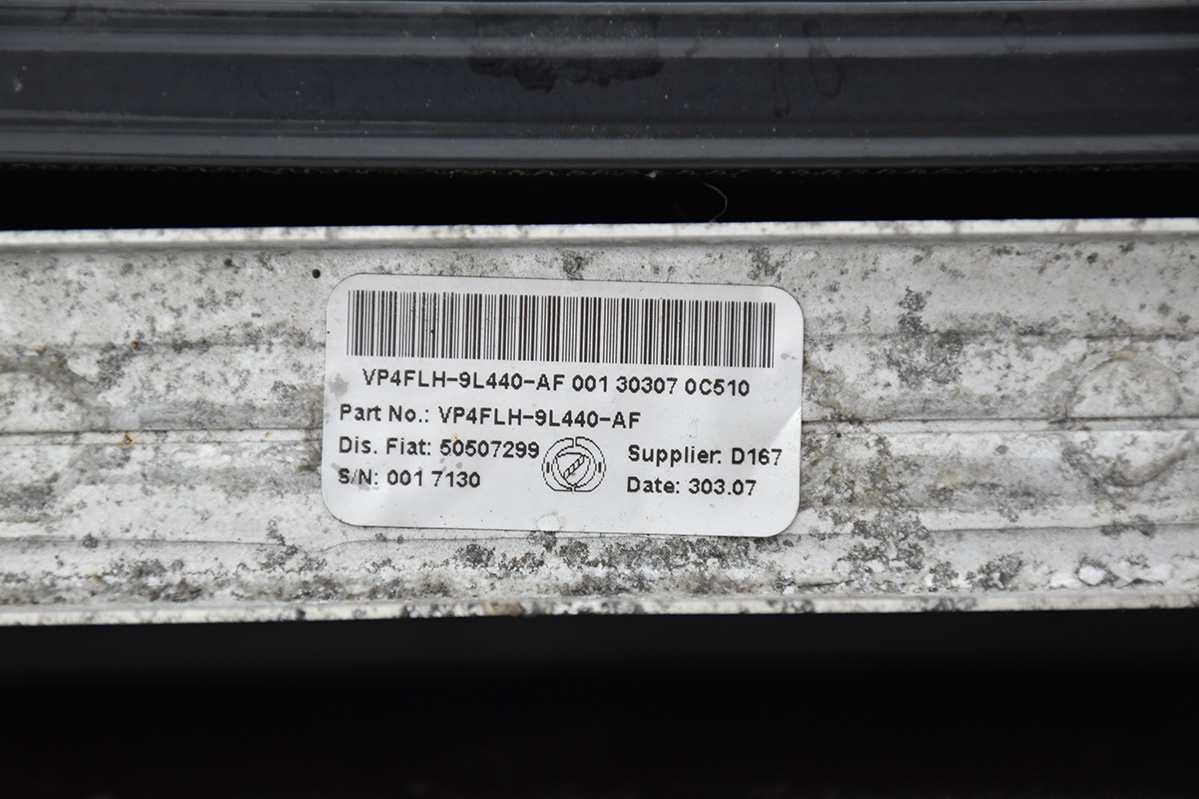 VP4FLH-9L440-AF 001 30307 0C510
Part No.: VP4FLH-9L440-AF
Dis. Fiat: 50507299
Supplier: D167
S/N: 001 7130
Date: 303.07